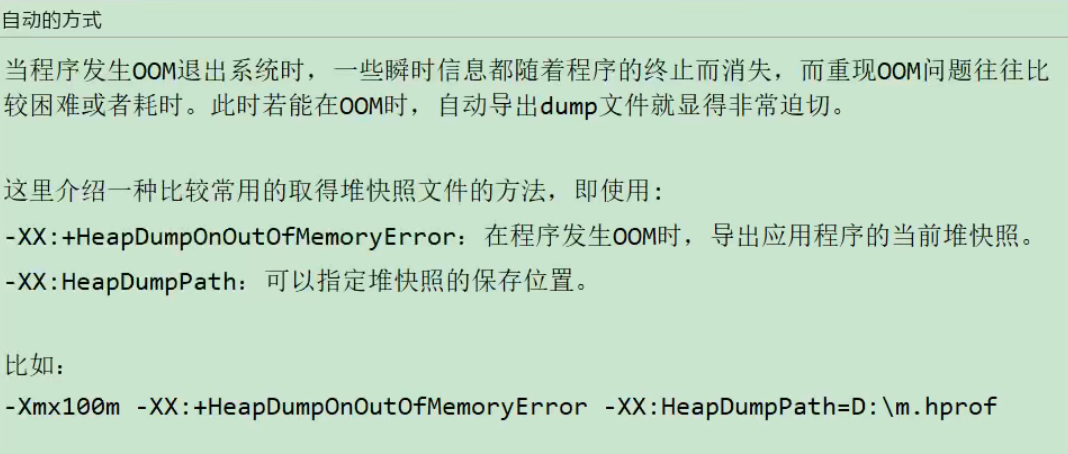 自动的方式
当程序发生OOM退出系统时，一些瞬时信息都随着程序的终止而消失，而重现OOM问题往往比
较困难或者耗时。此时若能在OOM时，自动导出dump文件就显得非常迫切。
这里介绍一种比较常用的取得堆快照文件的方法，即使用：
-XX:+HeapDumpOnOutOfMemoryError：在程序发生OOM时，导出应用程序的当前堆快照。
-XX:HeapDumpPath：可以指定堆快照的保存位置。
比如：
-Xmx100m -XX:+HeapDumpOnOutOfMemoryError -XX:HeapDumpPath=D:\m.hprof